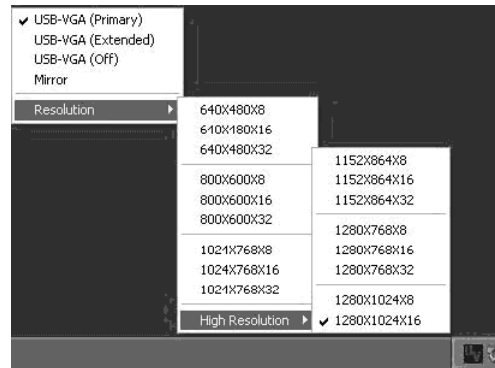 USB-VGA (Primary)
USB-VGA (Extended)
USB-VGA (Off)
Mirror
Resolution
640X480X8
640X480X16
640X480X32
800X600X8
800X600X16
800X600X32
1024X768X8
1024X768X16
1024X768X32
High Resolution
1152X864X8
1152X864X16
1152X864X32
1280X768X8
1280X768X16
1280X768X32
1280X1024X8
1280X1024X16